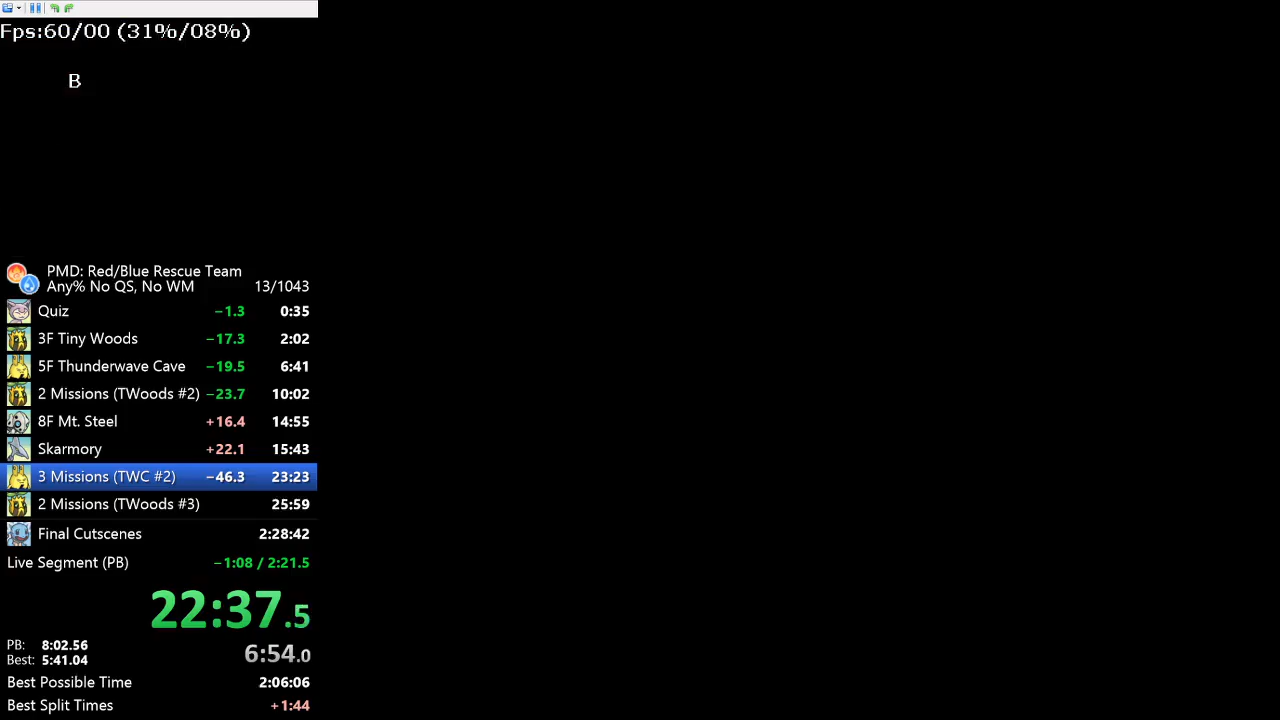 Fps:60/00 (31%/08%)
B
PMD: Red/Blue Rescue Team
Any% No QS, No WM 13/1043
Quiz −1.3 0:35
3F Tiny Woods −17.3 2:02
5F Thunderwave Cave −19.5 6:41
2 Missions (TWoods #2) −23.7 10:02
8F Mt. Steel +16.4 14:55
Skarmory +22.1 15:43
3 Missions (TWC #2) −46.3 23:23
2 Missions (TWoods #3) 25:59
Final Cutscenes 2:28:42
Live Segment (PB) −1:08 / 2:21.5
22:37.5
PB: 8:02.56
Best: 5:41.04
6:54.0
Best Possible Time 2:06:06
Best Split Times +1:44